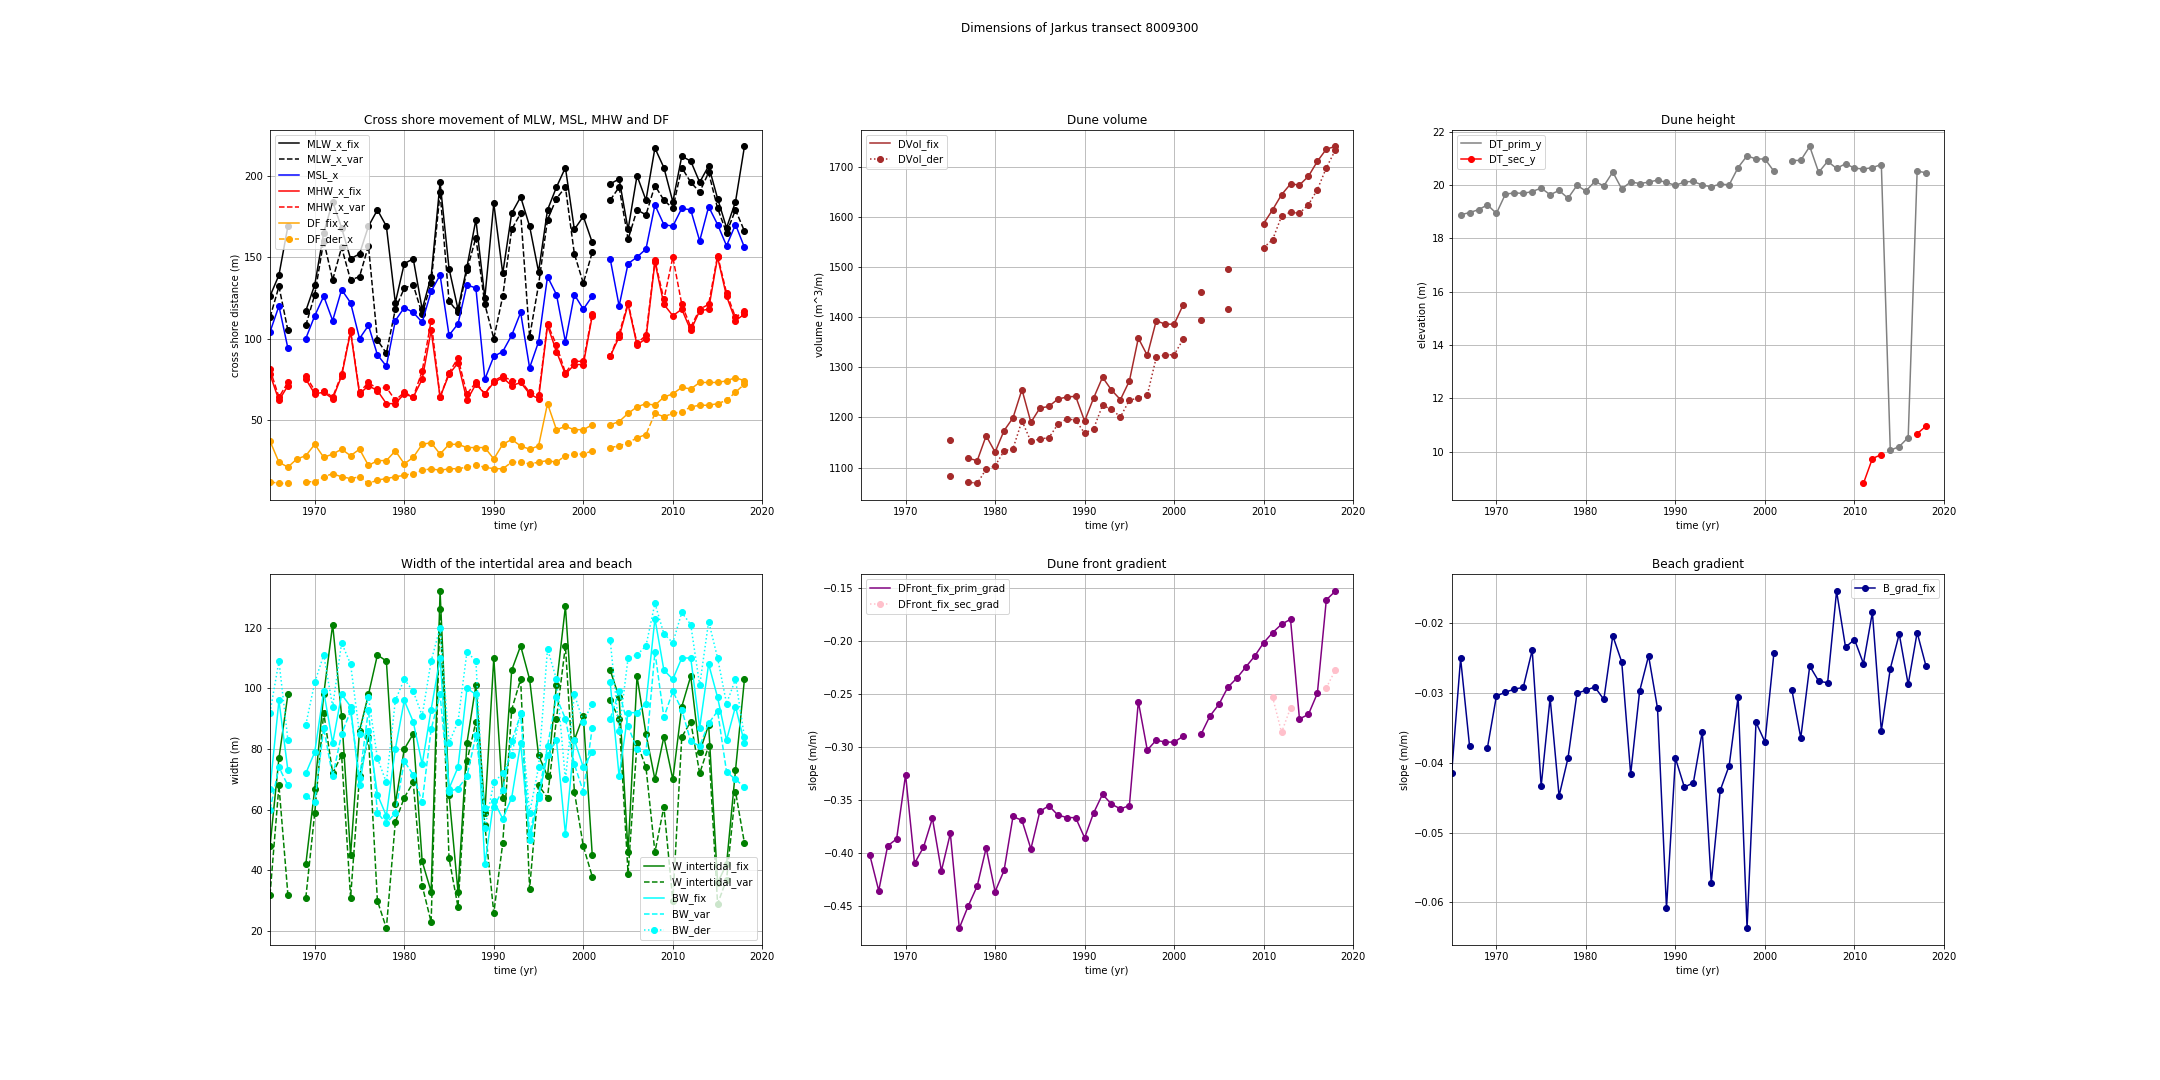 Dimensions of Jarkus transect 8009300
Cross shore movement of MLW, MSL, MHW and DF
MLW_x_fix
MLW_x_var
MSL_x
MHW_x_fix
MHW_x_var
DF_fix_x
DF_der_x
cross shore distance (m)
200
150
100
50
1970 1980 1990 2000 2010 2020
time (yr)
Dune volume
DVol_fix
DVol_der
volume (m^3/m)
1700
1600
1500
1400
1300
1200
1100
1970 1980 1990 2000 2010 2020
time (yr)
Dune height
DT_prim_y
DT_sec_y
elevation (m)
22
20
18
16
14
12
10
1970 1980 1990 2000 2010 2020
time (yr)
Width of the intertidal area and beach
width (m)
120
100
80
60
40
20
W_intertidal_fix
W_intertidal_var
BW_fix
BW_var
BW_der
1970 1980 1990 2000 2010 2020
time (yr)
Dune front gradient
DFront_fix_prim_grad
DFront_fix_sec_grad
slope (m/m)
−0.15
−0.20
−0.25
−0.30
−0.35
−0.40
−0.45
1970 1980 1990 2000 2010 2020
time (yr)
Beach gradient
B_grad_fix
slope (m/m)
−0.02
−0.03
−0.04
−0.05
−0.06
1970 1980 1990 2000 2010 2020
time (yr)